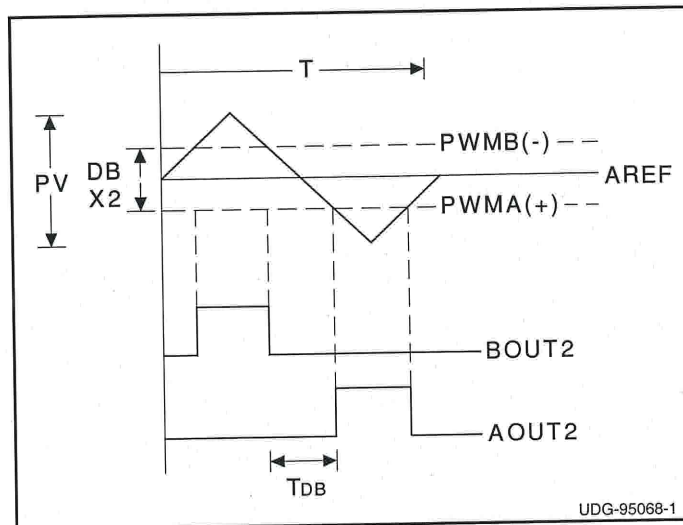 T
PWMB(-)
DB
X2
PV
AREF
PWMA(+)
BOUT2
AOUT2
TDB
UDG-95068-1